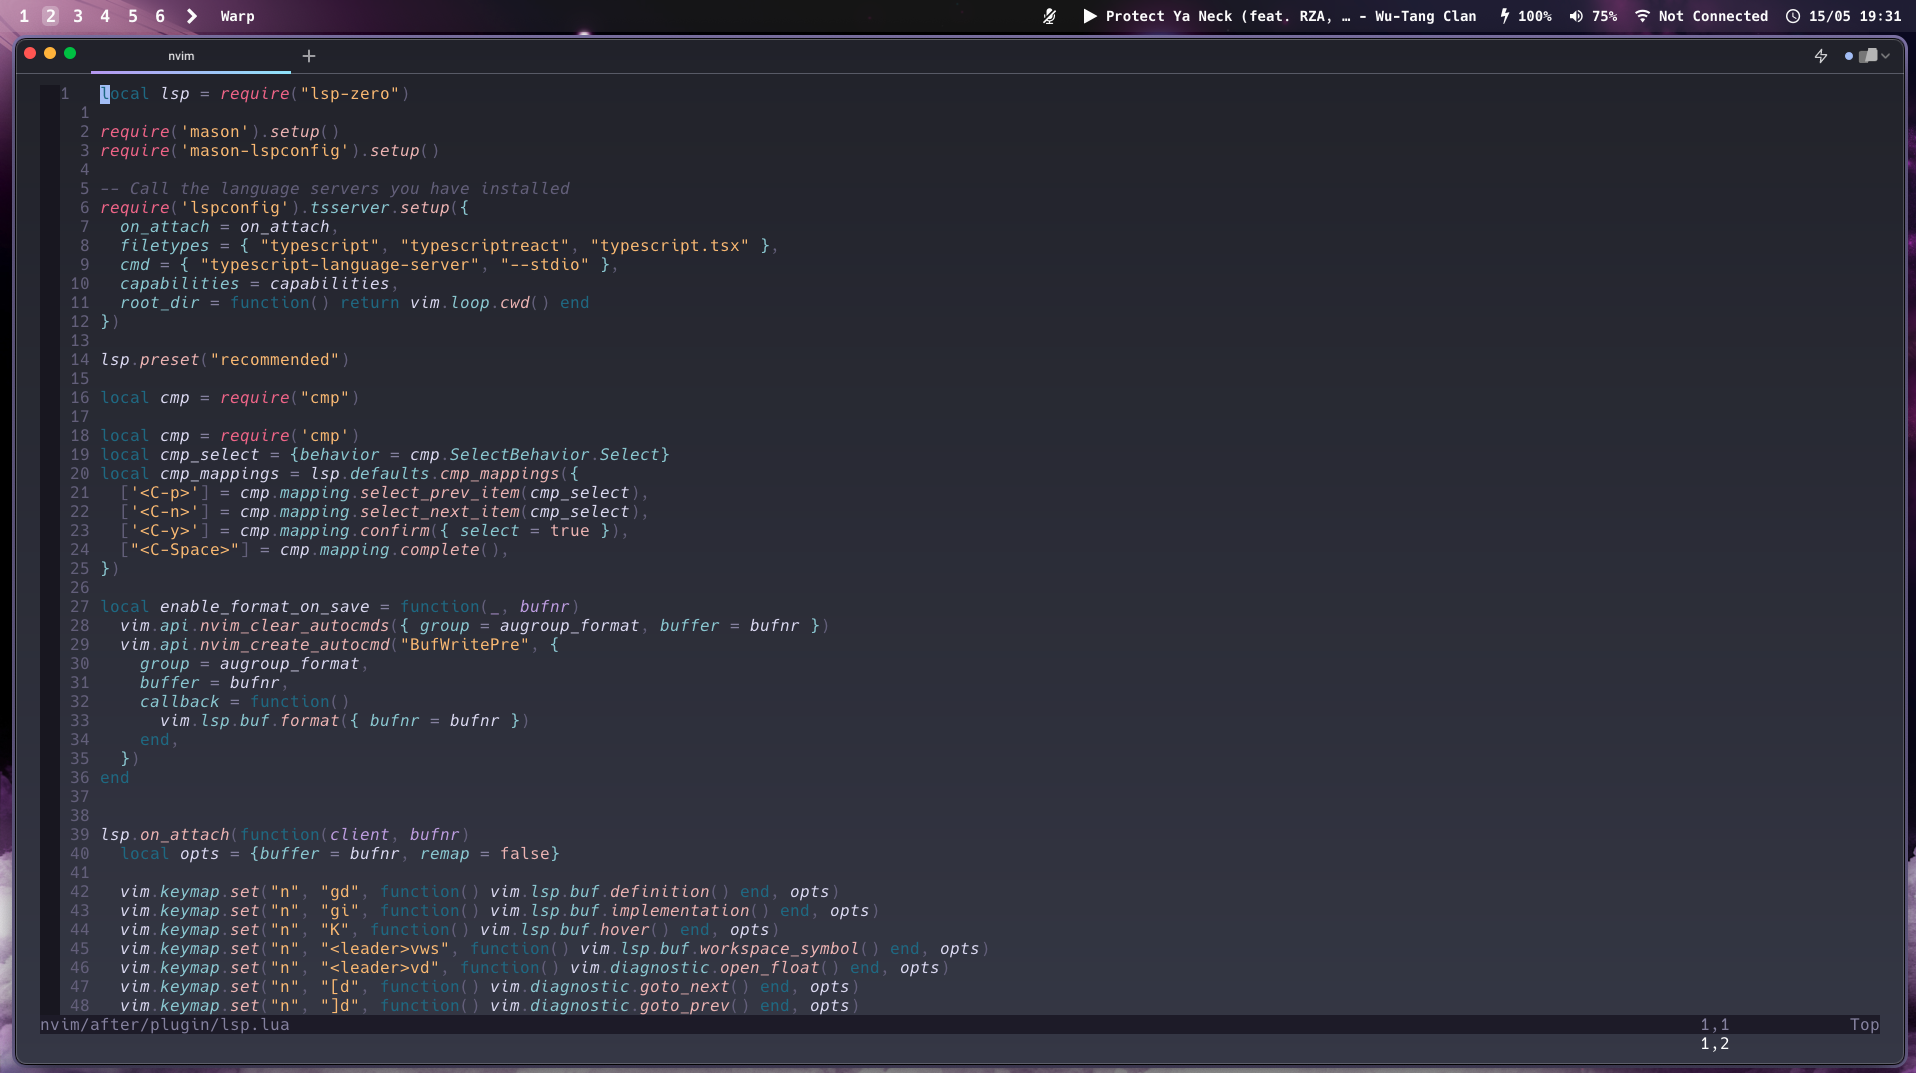 1 2 3 4 5 6 Warp Protect Ya Neck (feat. RZA, … - Wu-Tang Clan 100% 75% Not Connected 15/05 19:31
nvim +
1 local lsp = require("lsp-zero")
1
2 require('mason').setup()
3 require('mason-lspconfig').setup()
4
5 -- Call the language servers you have installed
6 require('lspconfig').tsserver.setup({
7   on_attach = on_attach,
8   filetypes = { "typescript", "typescriptreact", "typescript.tsx" },
9   cmd = { "typescript-language-server", "--stdio" },
10   capabilities = capabilities,
11   root_dir = function() return vim.loop.cwd() end
12 })
13
14 lsp.preset("recommended")
15
16 local cmp = require("cmp")
17
18 local cmp = require('cmp')
19 local cmp_select = {behavior = cmp.SelectBehavior.Select}
20 local cmp_mappings = lsp.defaults.cmp_mappings({
21   ['<C-p>'] = cmp.mapping.select_prev_item(cmp_select),
22   ['<C-n>'] = cmp.mapping.select_next_item(cmp_select),
23   ['<C-y>'] = cmp.mapping.confirm({ select = true }),
24   ["<C-Space>"] = cmp.mapping.complete(),
25 })
26
27 local enable_format_on_save = function(_, bufnr)
28   vim.api.nvim_clear_autocmds({ group = augroup_format, buffer = bufnr })
29   vim.api.nvim_create_autocmd("BufWritePre", {
30     group = augroup_format,
31     buffer = bufnr,
32     callback = function()
33       vim.lsp.buf.format({ bufnr = bufnr })
34     end,
35   })
36 end
37
38
39 lsp.on_attach(function(client, bufnr)
40   local opts = {buffer = bufnr, remap = false}
41
42   vim.keymap.set("n", "gd", function() vim.lsp.buf.definition() end, opts)
43   vim.keymap.set("n", "gi", function() vim.lsp.buf.implementation() end, opts)
44   vim.keymap.set("n", "K", function() vim.lsp.buf.hover() end, opts)
45   vim.keymap.set("n", "<leader>vws", function() vim.lsp.buf.workspace_symbol() end, opts)
46   vim.keymap.set("n", "<leader>vd", function() vim.diagnostic.open_float() end, opts)
47   vim.keymap.set("n", "[d", function() vim.diagnostic.goto_next() end, opts)
48   vim.keymap.set("n", "]d", function() vim.diagnostic.goto_prev() end, opts)
nvim/after/plugin/lsp.lua 1,1 Top
1,2